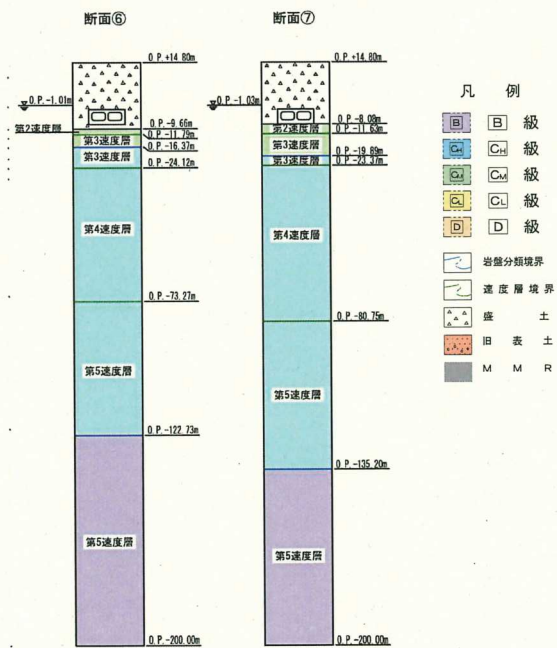 断面⑥
O.P.+14.80m
O.P.-1.01m
O.P.-9.66m
第2速度層
O.P.-11.79m
第3速度層
O.P.-16.37m
第3速度層
O.P.-24.12m
第4速度層
O.P.-73.27m
第5速度層
O.P.-122.73m
第5速度層
O.P.-200.00m
断面⑦
O.P.+14.80m
O.P.-1.03m
O.P.-8.08m
第2速度層
O.P.-11.63m
第3速度層
O.P.-19.89m
第3速度層
O.P.-23.37m
第4速度層
O.P.-80.75m
第5速度層
O.P.-135.20m
第5速度層
O.P.-200.00m
凡 例
B B 級
CH CH 級
CM CM 級
CL CL 級
D D 級
岩盤分類境界
速度層境界
盛 土
旧 表 土
M M R